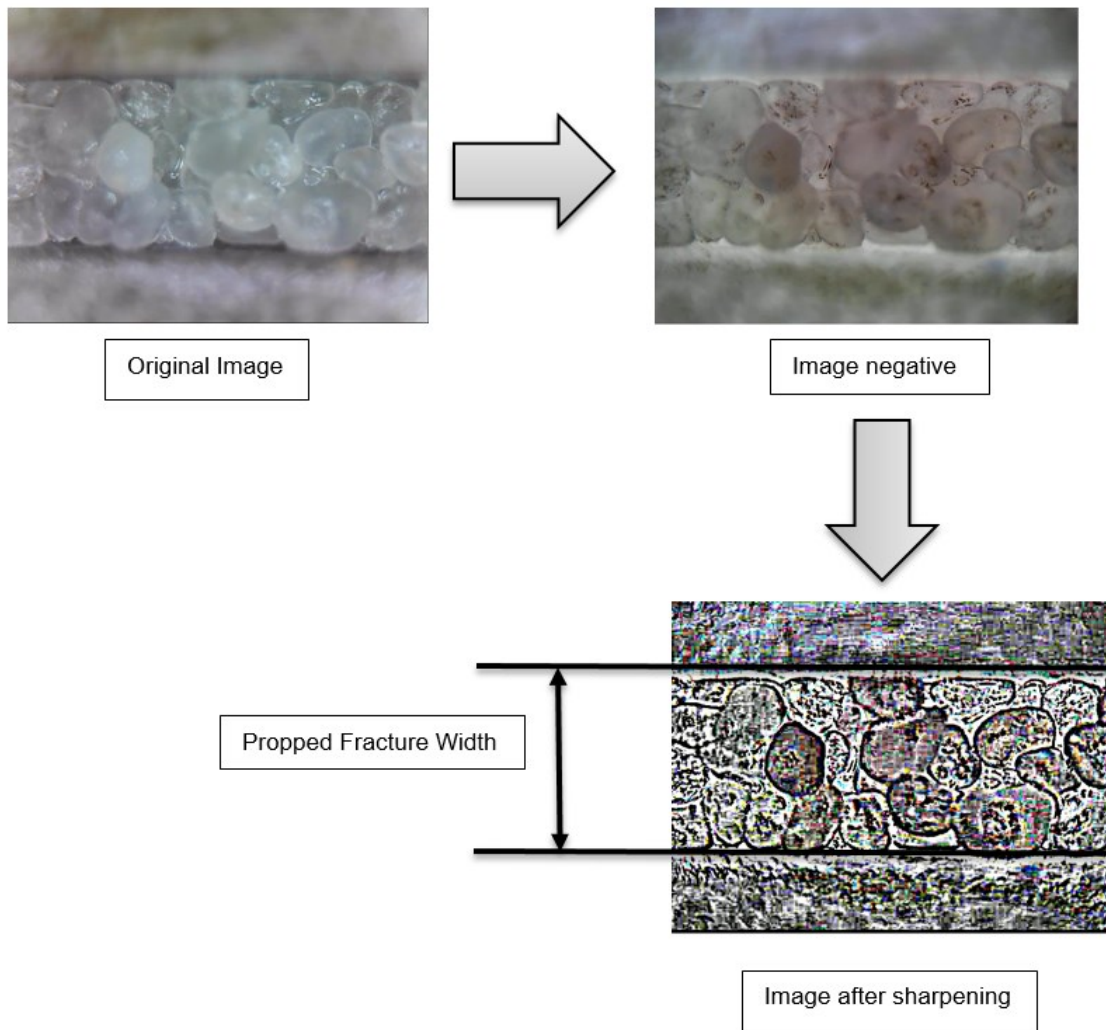 Original Image
Image negative
Propped Fracture Width
Image after sharpening